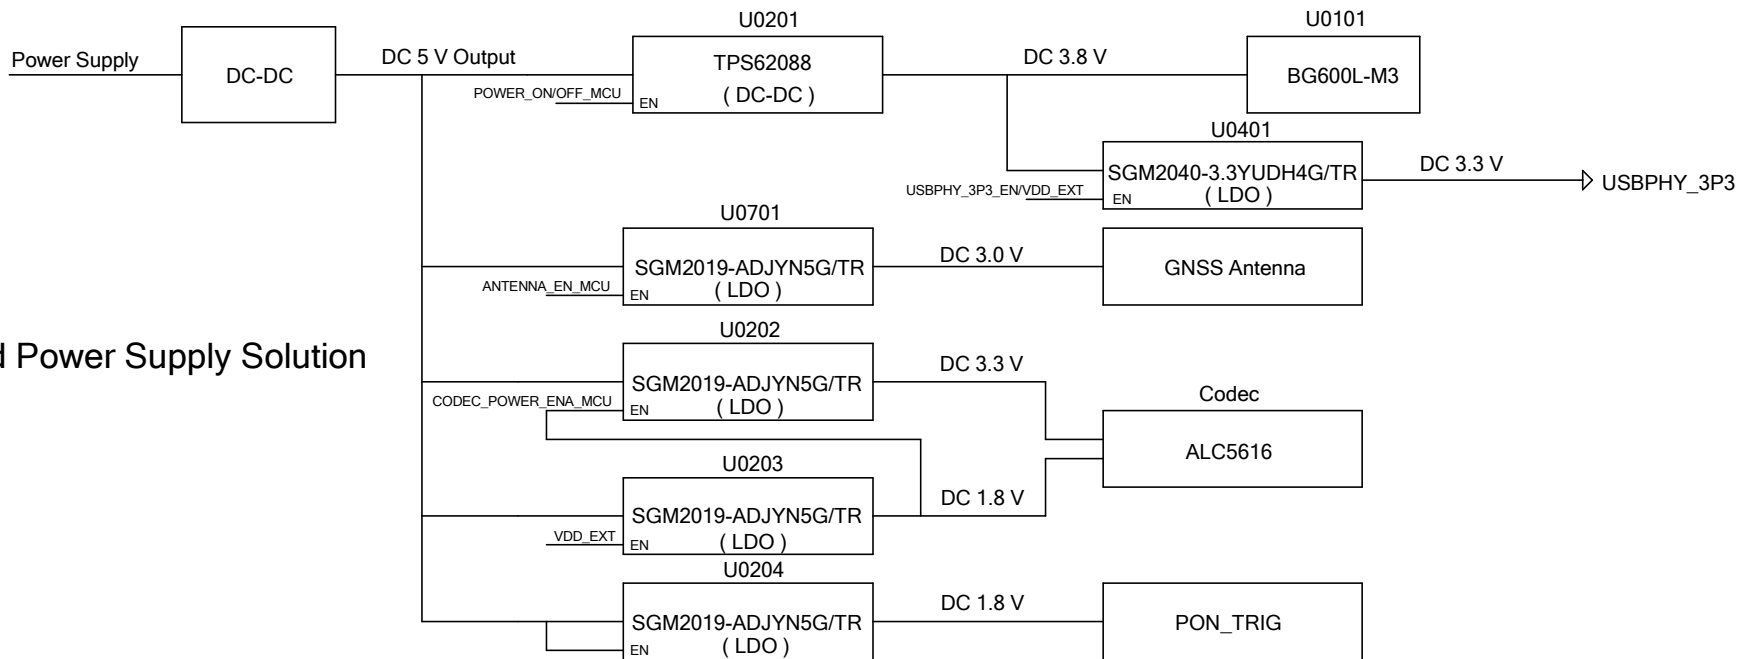 U0201
U0101
Power Supply
DC-DC
DC 5 V Output
TPS62088
( DC-DC )
POWER_ON/OFF_MCU
EN
DC 3.8 V
BG600L-M3
U0401
SGM2040-3.3YUDH4G/TR
( LDO )
USBPHY_3P3_EN/VDD_EXT
EN
DC 3.3 V
USBPHY_3P3
U0701
SGM2019-ADJYN5G/TR
( LDO )
ANTENNA_EN_MCU
EN
DC 3.0 V
GNSS Antenna
U0202
Power Supply Solution
SGM2019-ADJYN5G/TR
( LDO )
CODEC_POWER_ENA_MCU
EN
DC 3.3 V
Codec
ALC5616
U0203
SGM2019-ADJYN5G/TR
( LDO )
VDD_EXT
EN
DC 1.8 V
U0204
SGM2019-ADJYN5G/TR
( LDO )
EN
DC 1.8 V
PON_TRIG